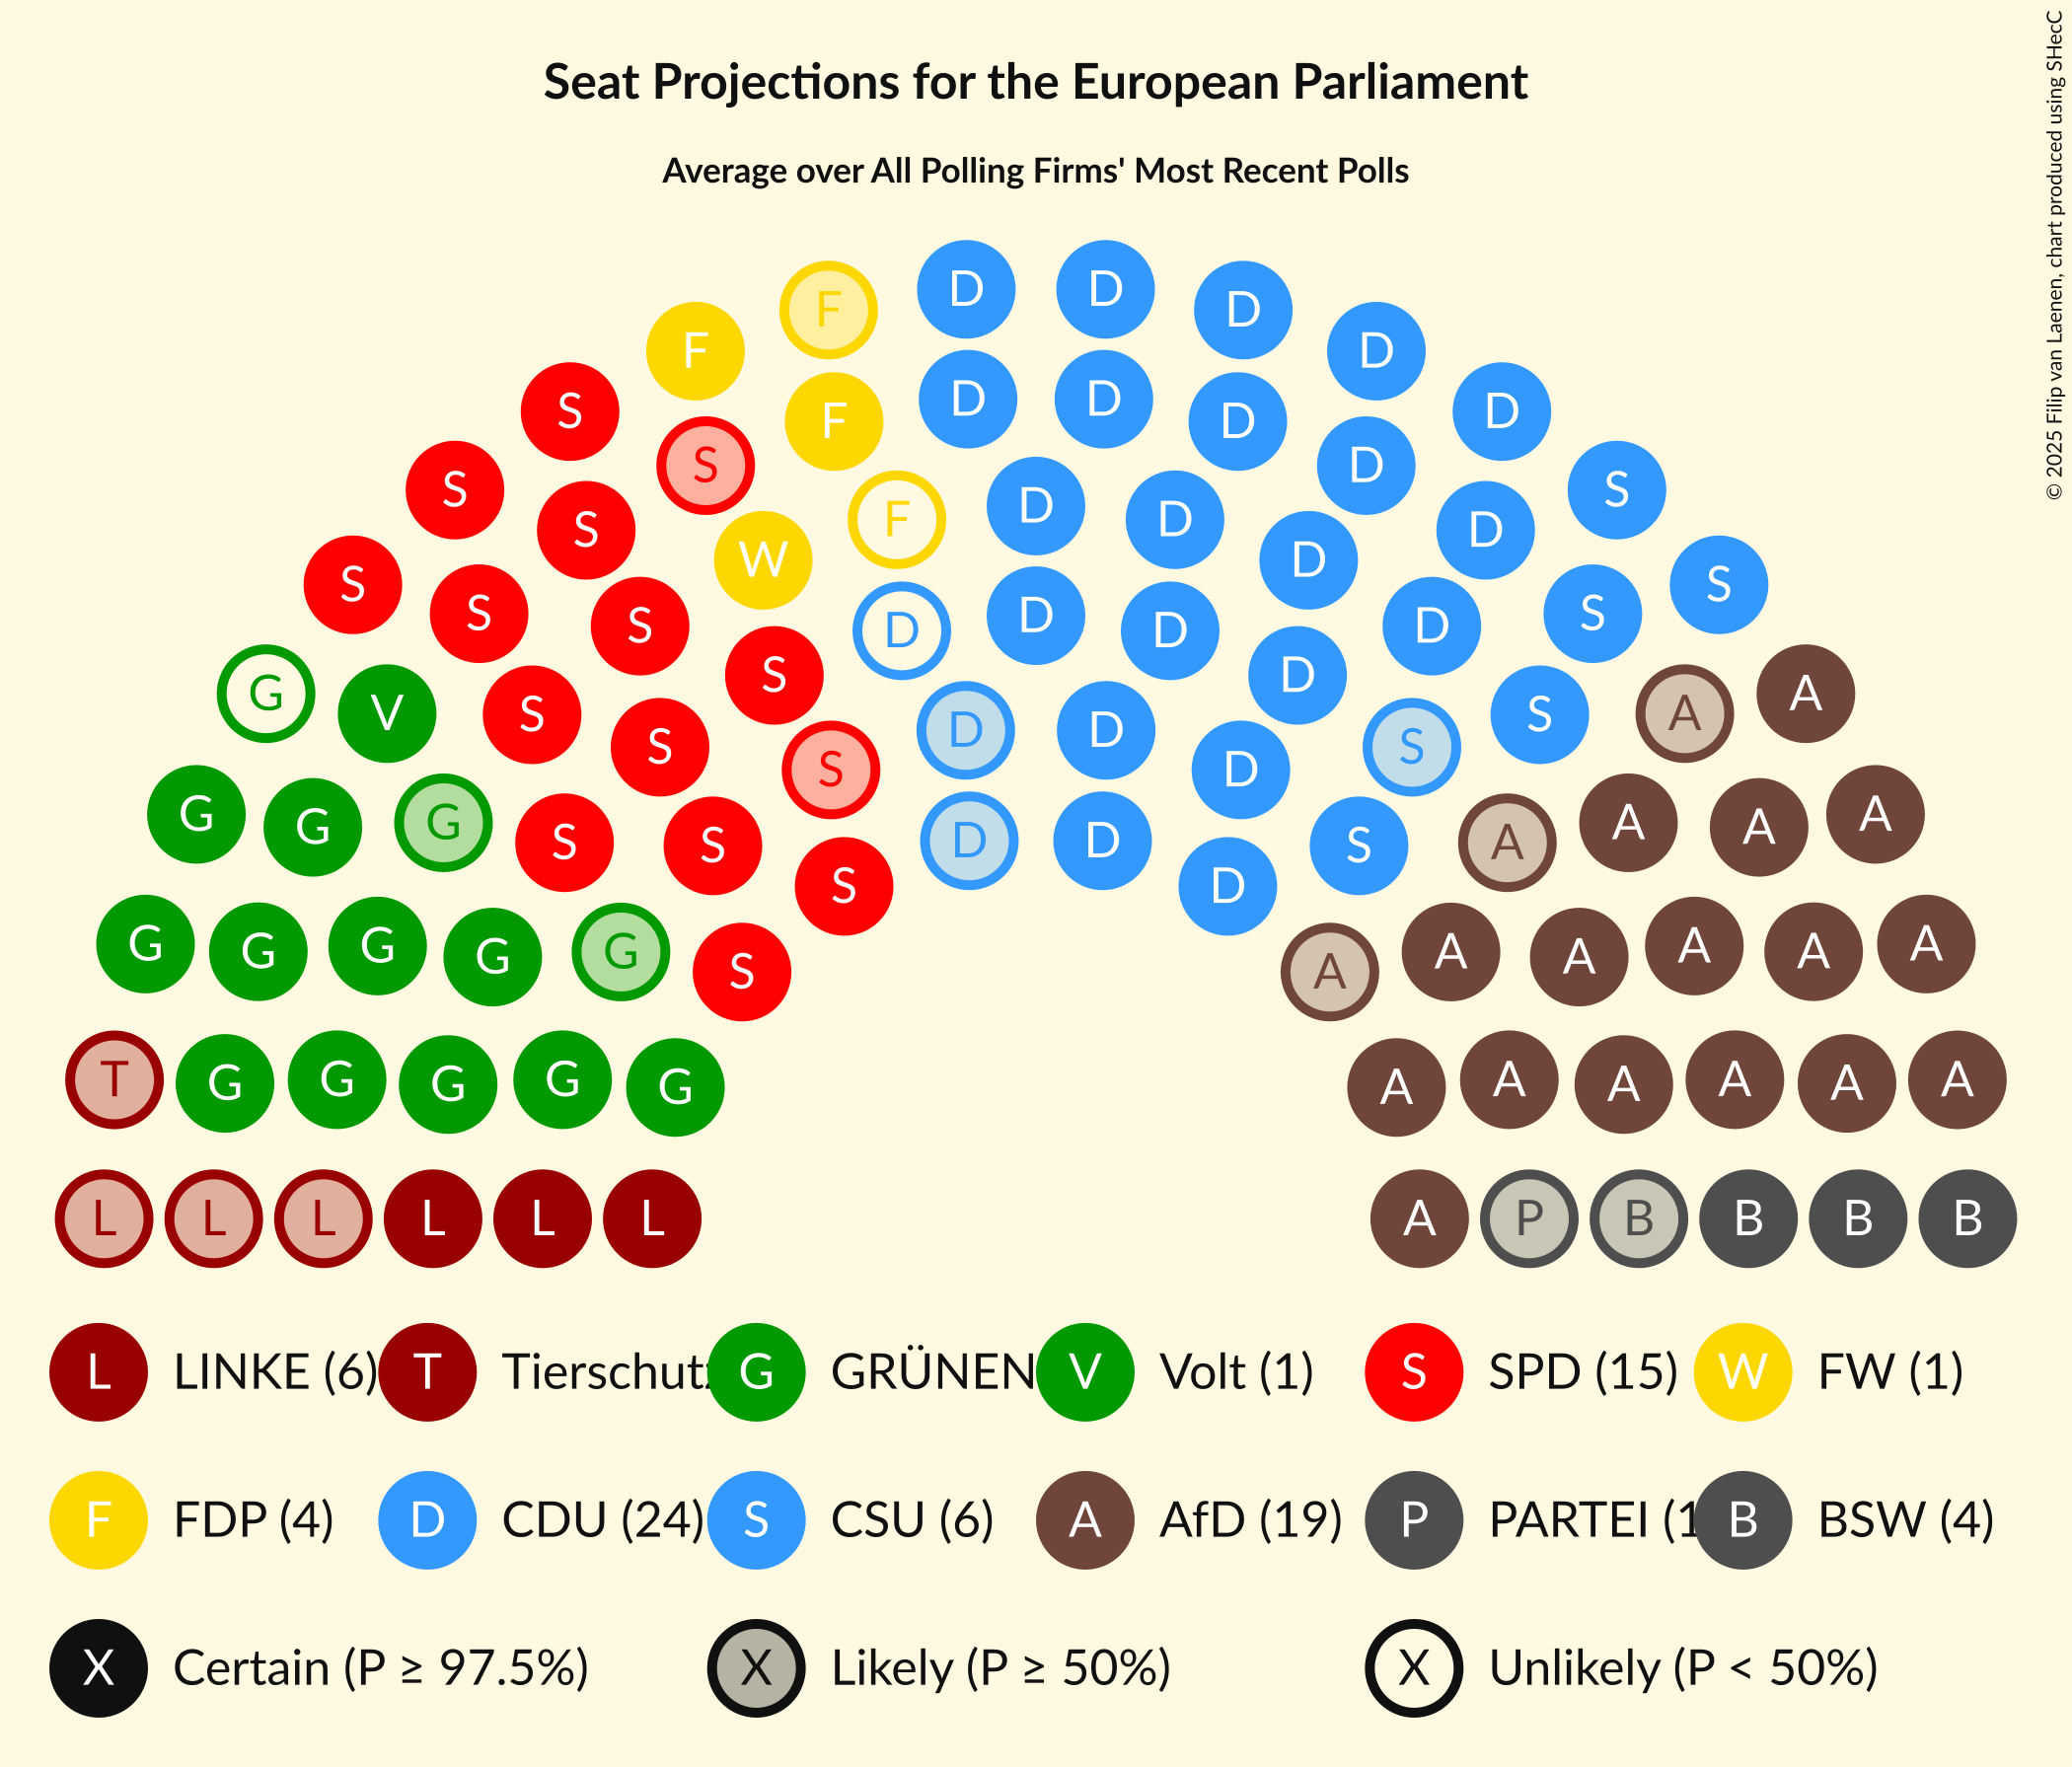 Seat Projections for the European Parliament
Average over All Polling Firms' Most Recent Polls
© 2025 Filip van Laenen, chart produced using SHecC
D D
F D
F D
D D
S D
F D
S D
S S
D
F D
S D
W D
S S
S D S
S D D D
S D
G A
V S S A
D D
S S
S D
G A
G G A A
S S D D S A
S D
G G G G G A A A A A
S A
T G G G G G A A A A A A
L L L L L L A P B B B B
L LINKE (6) T Tierschutz G GRÜNEN V Volt (1) S SPD (15) W FW (1)
F FDP (4) D CDU (24) S CSU (6) A AfD (19) P PARTEI (1 B BSW (4)
X Certain (P ≥ 97.5%) X Likely (P ≥ 50%) X Unlikely (P < 50%)